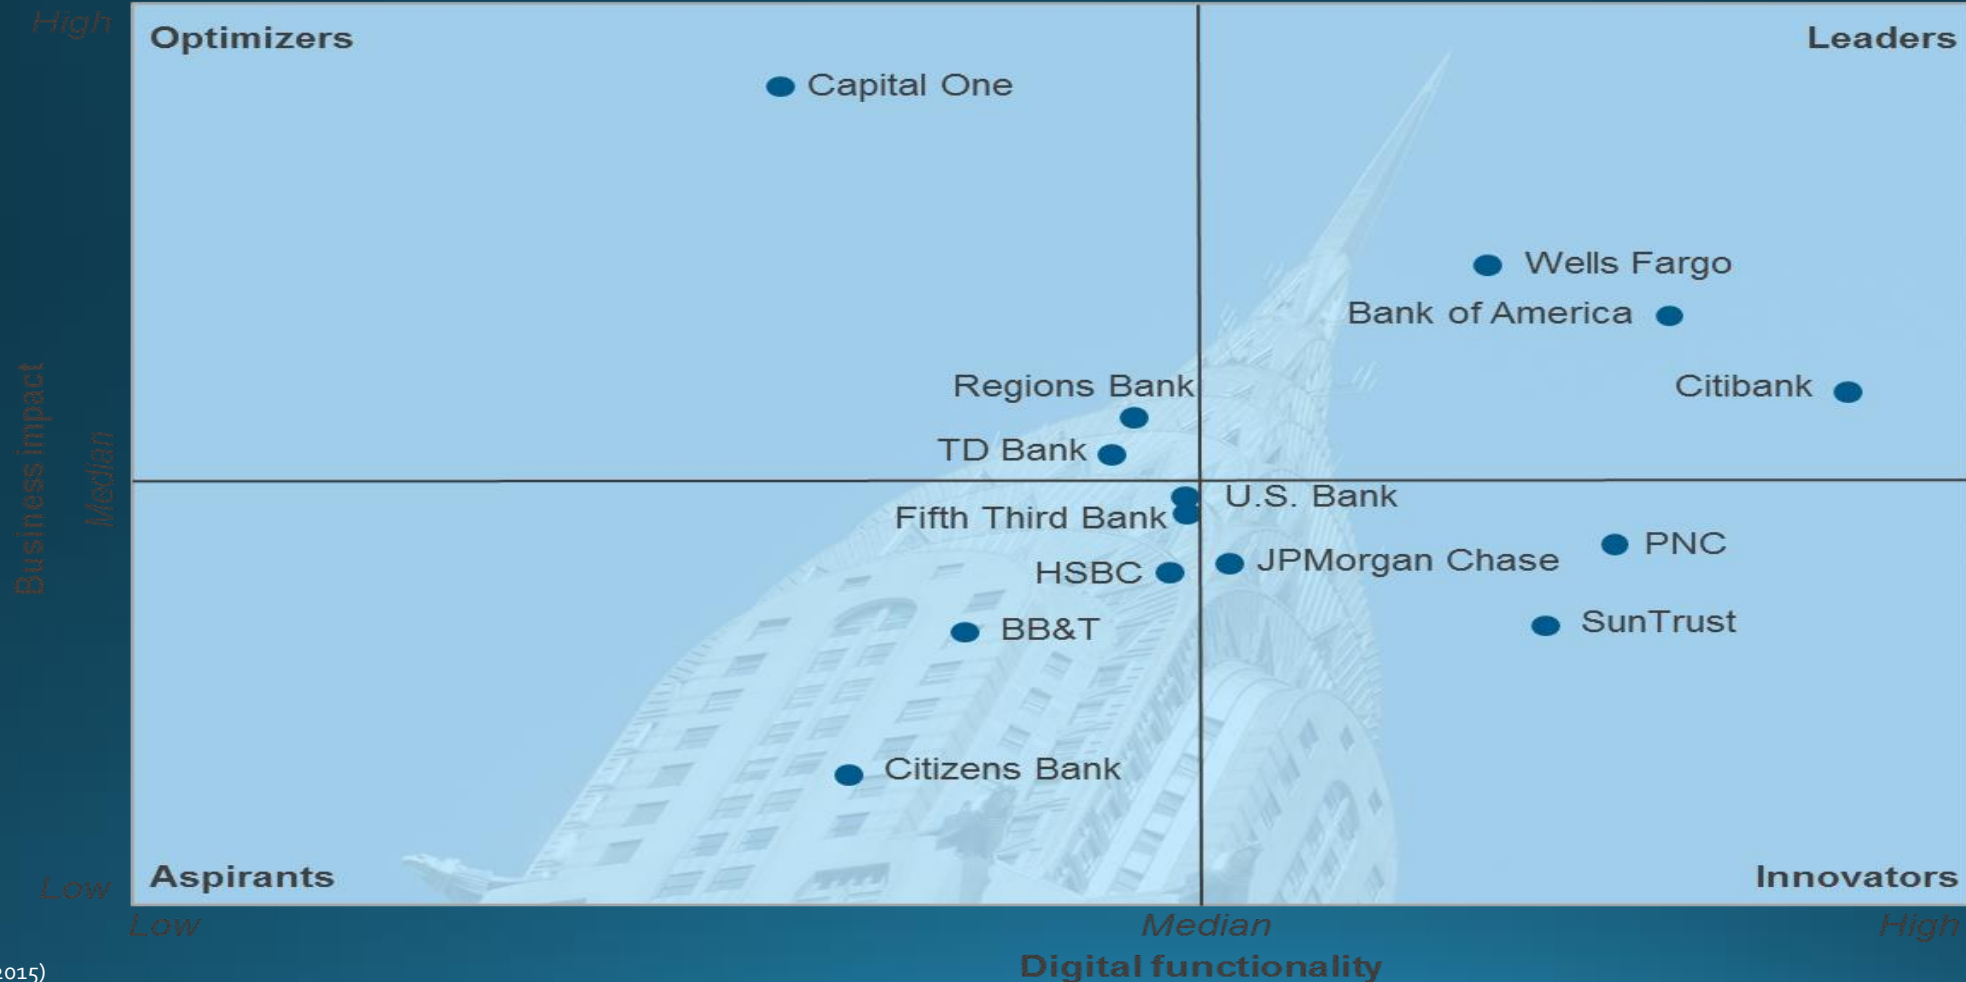 High
Optimizers
Leaders
Capital One
Wells Fargo
Bank of America
Regions Bank
Citibank
TD Bank
Business impact
Median
U.S. Bank
Fifth Third Bank
PNC
JPMorgan Chase
HSBC
SunTrust
BB&T
Citizens Bank
Aspirants
Innovators
Low
Low
Median
High
Digital functionality
2015)